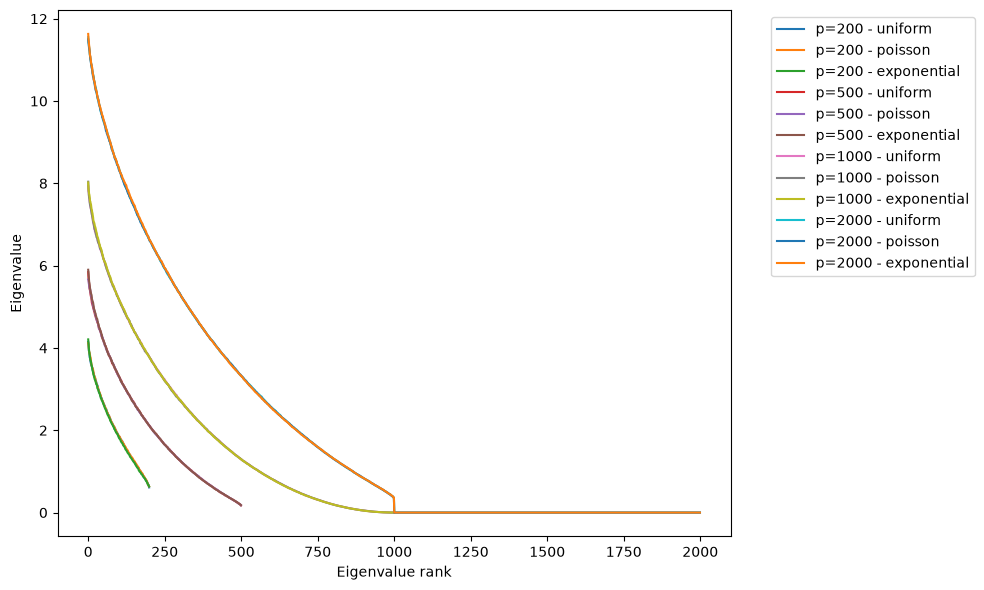 12
10
8
6
4
2
0
Eigenvalue
0
250
500
750
1000
1250
1500
1750
2000
Eigenvalue rank
p=200 - uniform
p=200 - poisson
p=200 - exponential
p=500 - uniform
p=500 - poisson
p=500 - exponential
p=1000 - uniform
p=1000 - poisson
p=1000 - exponential
p=2000 - uniform
p=2000 - poisson
p=2000 - exponential